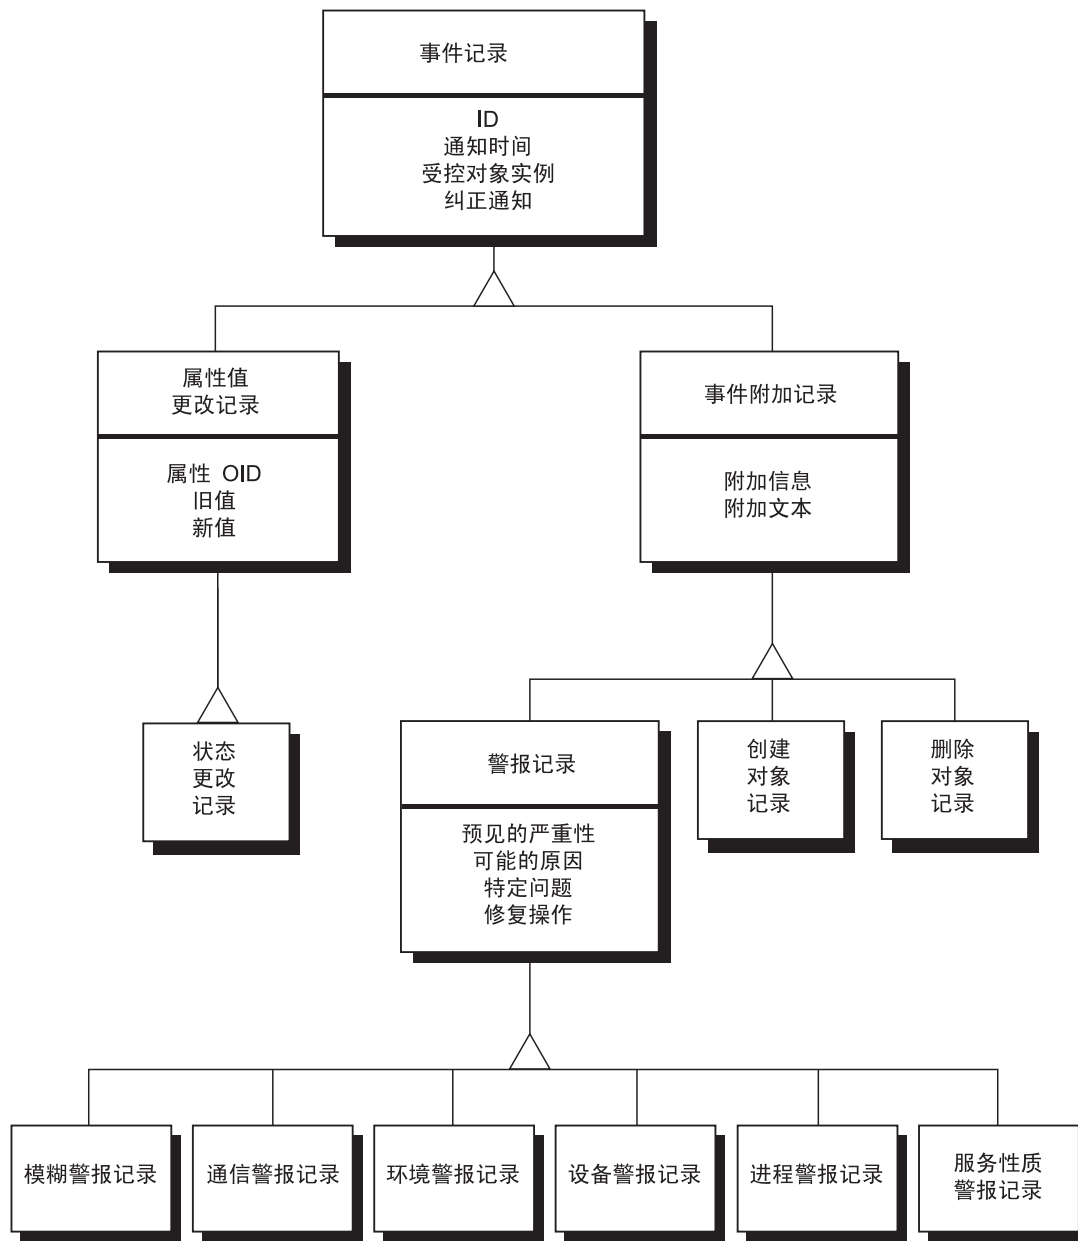 事件记录
ID
通知时间
受控对象实例
纠正通知
属性值
更改记录
属性 OID
旧值
新值
事件附加记录
附加信息
附加文本
状态
更改
记录
警报记录
预见的严重性
可能的原因
特定问题
修复操作
创建
对象
记录
删除
对象
记录
模糊警报记录
通信警报记录
环境警报记录
设备警报记录
进程警报记录
服务性质
警报记录